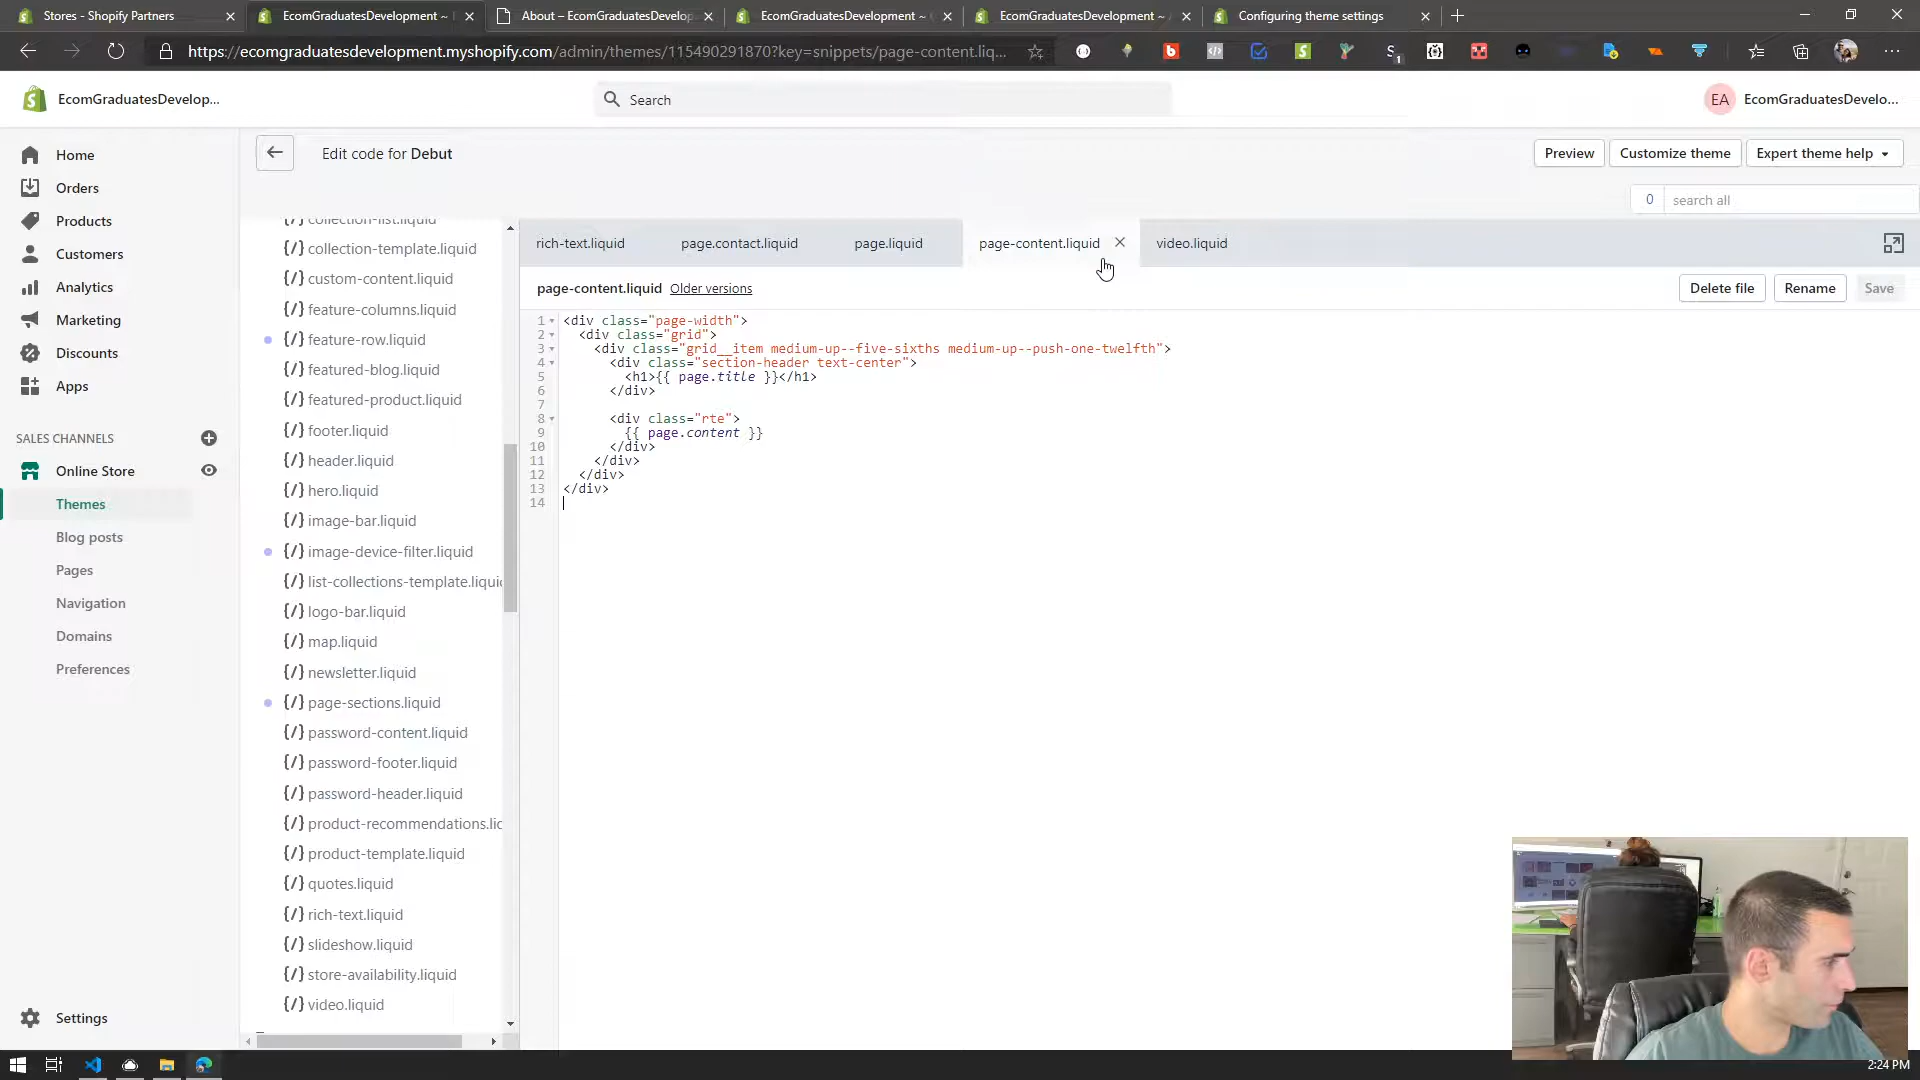 Stores - Shopify Partners
EcomGraduatesDevelopment ~
About – EcomGraduatesDevelop
EcomGraduatesDevelopment ~
EcomGraduatesDevelopment ~
Configuring theme settings
https://ecomgraduatesdevelopment.myshopify.com/admin/themes/115490291870?key=snippets/page-content.liq...
EcomGraduatesDevelop...
Search
EA
EcomGraduatesDevelo...
Home
Orders
Products
Customers
Analytics
Marketing
Discounts
Apps
SALES CHANNELS
Online Store
Themes
Blog posts
Pages
Navigation
Domains
Preferences
Settings
Edit code for Debut
Preview
Customize theme
Expert theme help
0
search all
{/} collection-list.liquid
{/} collection-template.liquid
{/} custom-content.liquid
{/} feature-columns.liquid
{/} feature-row.liquid
{/} featured-blog.liquid
{/} featured-product.liquid
{/} footer.liquid
{/} header.liquid
{/} hero.liquid
{/} image-bar.liquid
{/} image-device-filter.liquid
{/} list-collections-template.liquid
{/} logo-bar.liquid
{/} map.liquid
{/} newsletter.liquid
{/} page-sections.liquid
{/} password-content.liquid
{/} password-footer.liquid
{/} password-header.liquid
{/} product-recommendations.lic
{/} product-template.liquid
{/} quotes.liquid
{/} rich-text.liquid
{/} slideshow.liquid
{/} store-availability.liquid
{/} video.liquid
rich-text.liquid
page.contact.liquid
page.liquid
page-content.liquid
video.liquid
page-content.liquid Older versions
Delete file
Rename
Save
1 <div class="page-width">
2 <div class="grid">
3 <div class="grid__item medium-up--five-sixths medium-up--push-one-twelfth">
4 <div class="section-header text-center">
5 <h1>{{ page.title }}</h1>
6 </div>
7
8 <div class="rte">
9 {{ page.content }}
10 </div>
11 </div>
12 </div>
13 </div>
14
2:24 PM